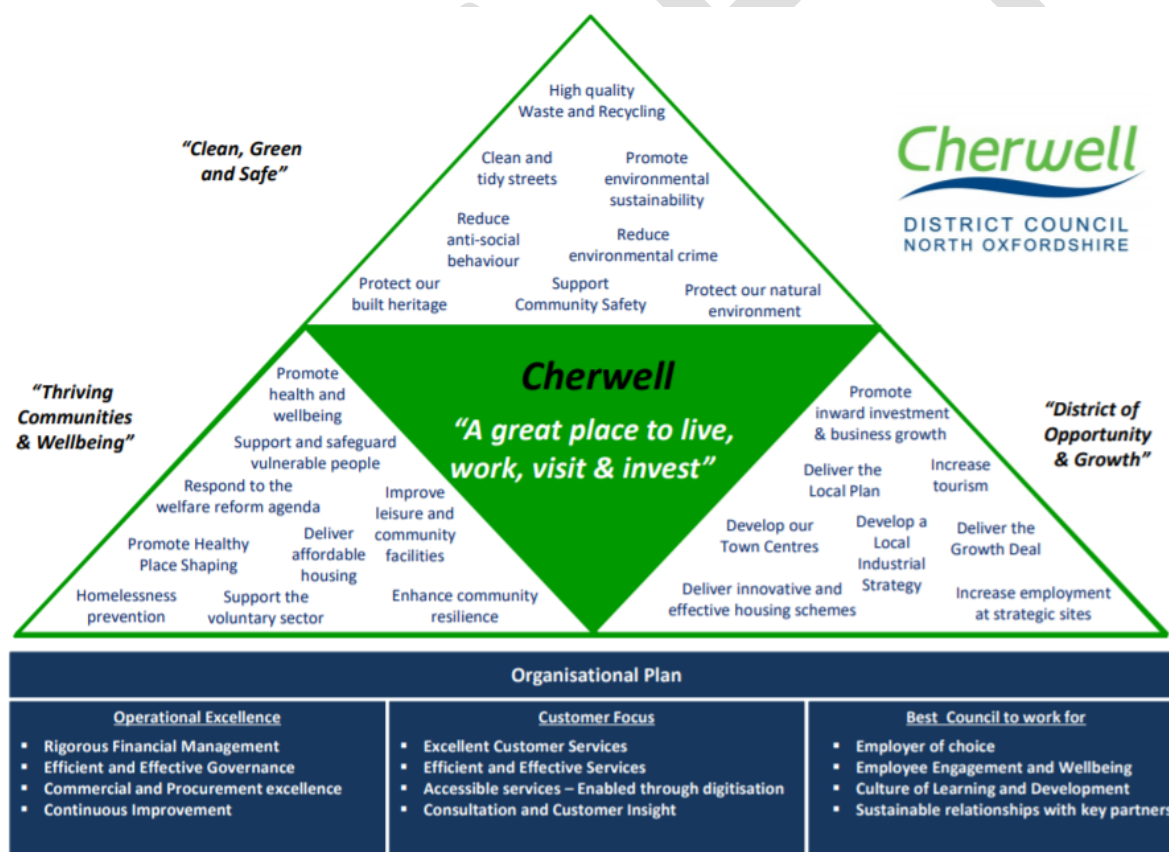 High quality
Waste and Recycling
“Clean, Green
and Safe”
Clean and
tidy streets
Promote
environmental
sustainability
Reduce
anti-social
behaviour
Reduce
environmental crime
Protect our
built heritage
Support
Community Safety
Protect our natural
environment
Cherwell
DISTRICT COUNCIL
NORTH OXFORDSHIRE
Cherwell
“A great place to live,
work, visit & invest”
“Thriving
Communities
& Wellbeing”
Promote
health and
wellbeing
Support and safeguard
vulnerable people
Respond to the
welfare reform agenda
Improve
leisure and
community
facilities
Promote Healthy
Place Shaping
Deliver
affordable
housing
Homelessness
prevention
Support the
voluntary sector
Enhance community
resilience
“District of
Opportunity
& Growth”
Promote
inward investment
& business growth
Deliver the
Local Plan
Increase
tourism
Develop our
Town Centres
Develop a
Local
Industrial
Strategy
Deliver the
Growth Deal
Deliver innovative and
effective housing schemes
Increase employment
at strategic sites
Organisational Plan
Operational Excellence
▪ Rigorous Financial Management
▪ Efficient and Effective Governance
▪ Commercial and Procurement excellence
▪ Continuous Improvement
Customer Focus
▪ Excellent Customer Services
▪ Efficient and Effective Services
▪ Accessible services – Enabled through digitisation
▪ Consultation and Customer Insight
Best Council to work for
▪ Employer of choice
▪ Employee Engagement and Wellbeing
▪ Culture of Learning and Development
▪ Sustainable relationships with key partners